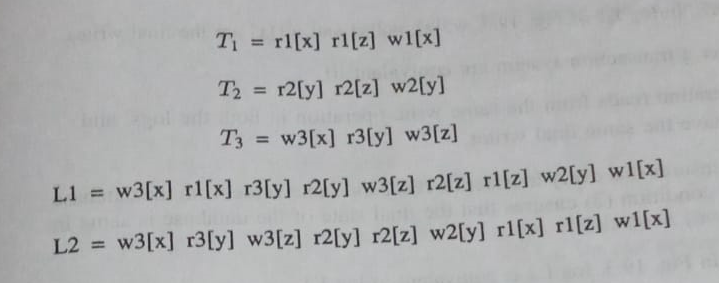 T₁ = r1[x] r1[z] w1[x]
T₂ = r2[y] r2[z] w2[y]
T₃ = w3[x] r3[y] w3[z]
L1 = w3[x] r1[x] r3[y] r2[y] w3[z] r2[z] r1[z] w2[y] w1[x]
L2 = w3[x] r3[y] w3[z] r2[y] r2[z] w2[y] r1[x] r1[z] w1[x]